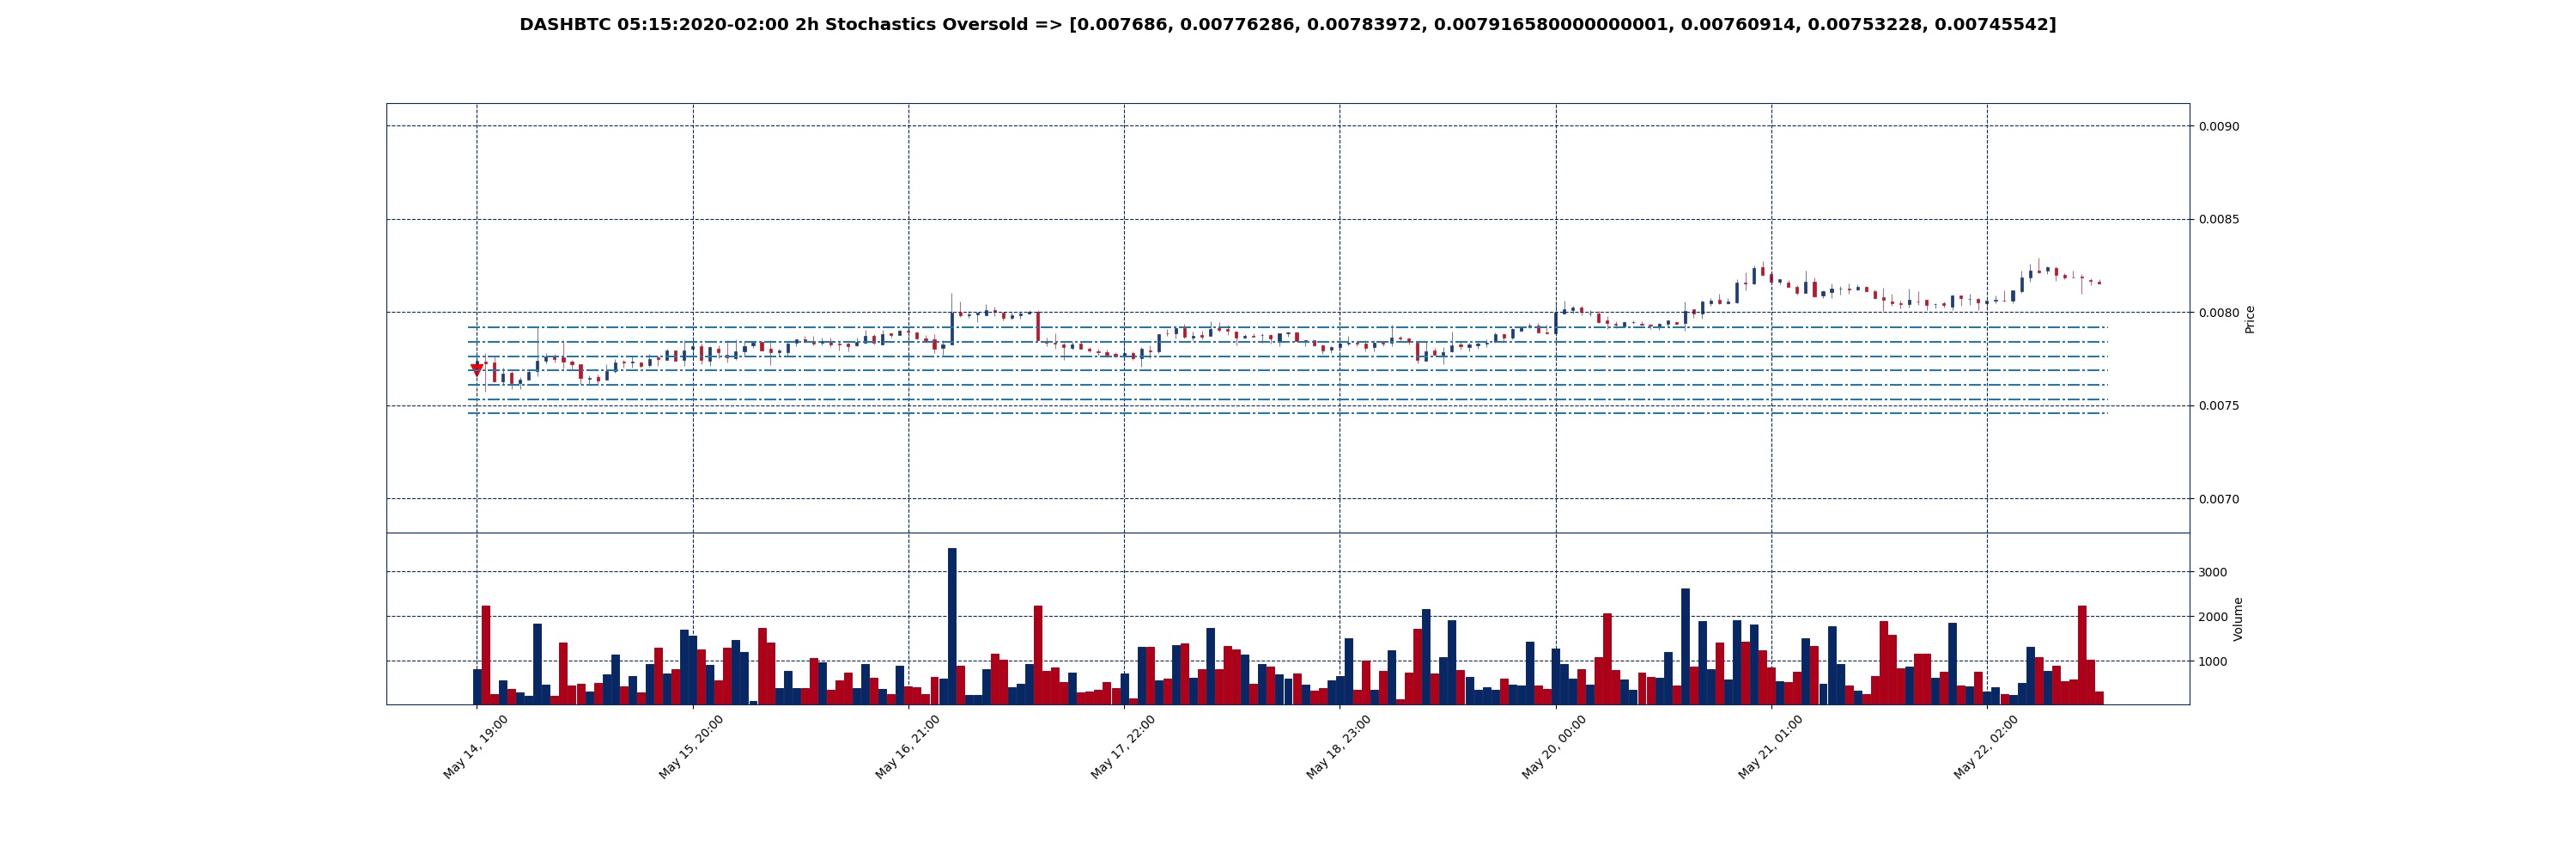 DASHBTC 05:15:2020-02:00 2h Stochastics Oversold => [0.007686, 0.00776286, 0.00783972, 0.007916580000000001, 0.00760914, 0.00753228, 0.00745542]
0.0090
0.0085
0.0080
0.0075
0.0070
Price
3000
2000
1000
Volume
May 14, 19:00
May 15, 20:00
May 16, 21:00
May 17, 22:00
May 18, 23:00
May 20, 00:00
May 21, 01:00
May 22, 02:00